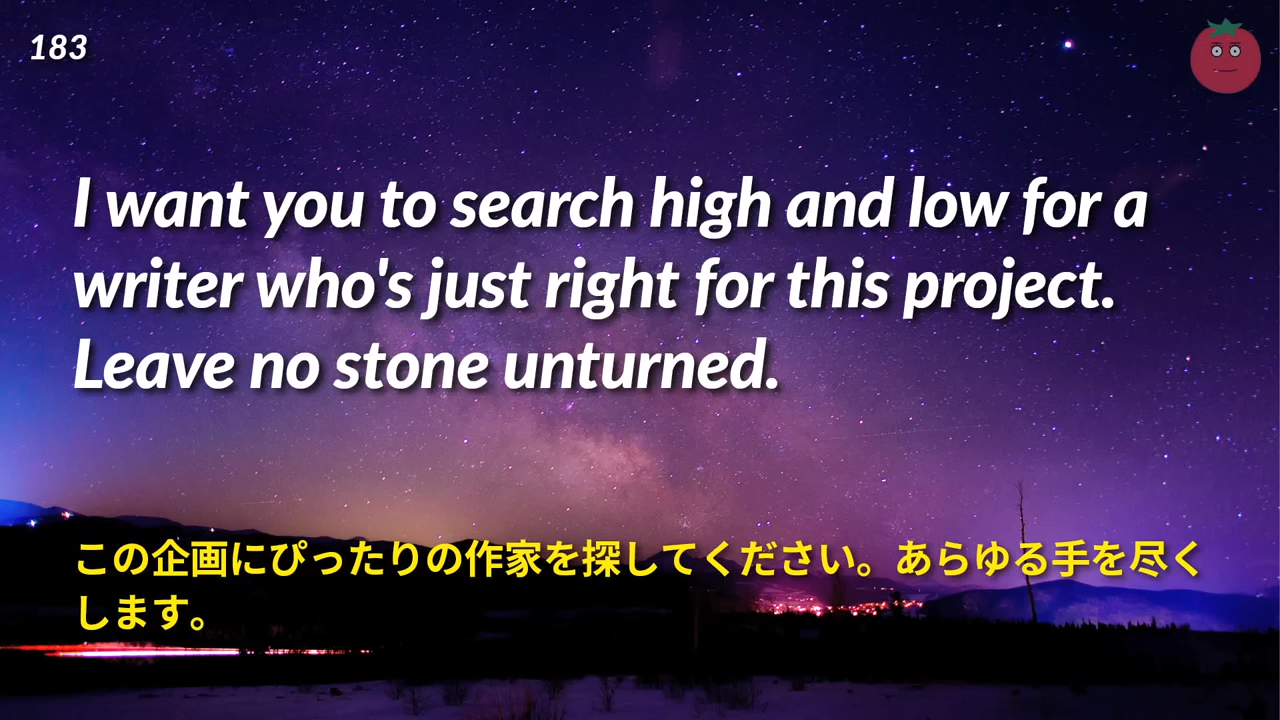 183
I want you to search high and low for a
writer who's just right for this project.
Leave no stone unturned.
この企画にぴったりの作家を探してください。あらゆる手を尽く
します。